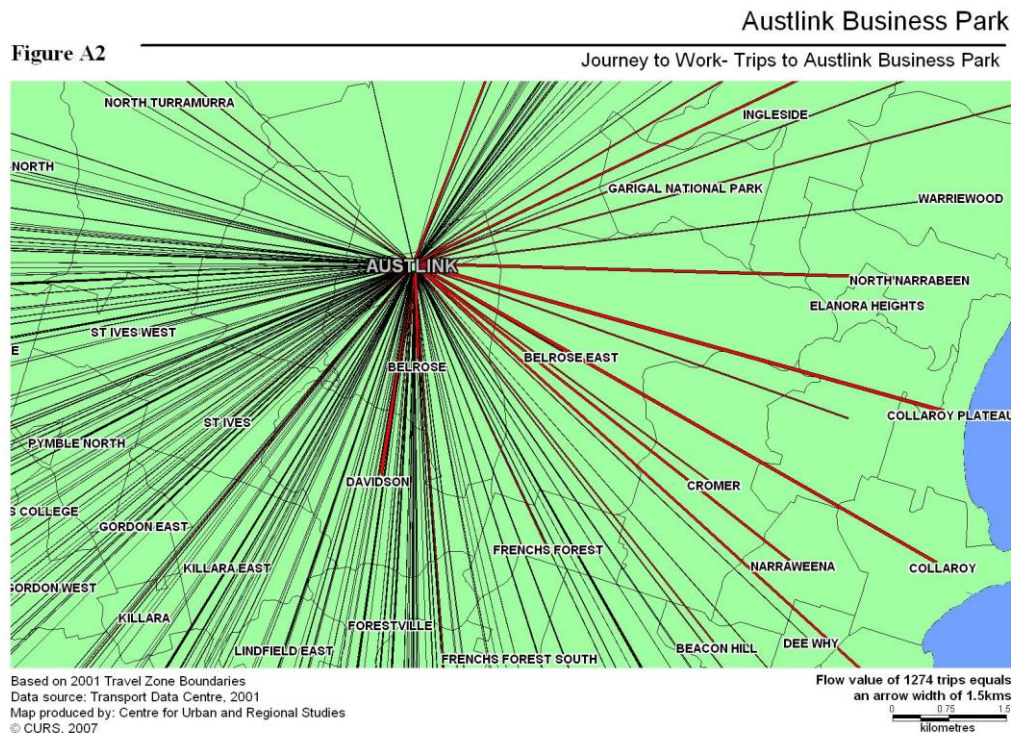 Austlink Business Park
Figure A2
Journey to Work- Trips to Austlink Business Park
NORTH TURRAMURRA
INGLESIDE
NORTH
GARIGAL NATIONAL PARK
WARRIEWOOD
AUSTLINK
NORTH NARRABEEN
ELANORA HEIGHTS
ST IVES WEST
E
BELROSE EAST
BELROSE
COLLAROY PLATEAU
ST IVES
PYMBLE NORTH
DAVIDSON
CROMER
S COLLEGE
GORDON EAST
FRENCHS FOREST
KILLARA EAST
NARRAWEENA
COLLAROY
GORDON WEST
KILLARA
FORESTVILLE
DEE WHY
LINDFIELD EAST
BEACON HILL
FRENCHS FOREST SOUTH
Based on 2001 Travel Zone Boundaries
Data source: Transport Data Centre, 2001
Map produced by: Centre for Urban and Regional Studies
© CURS, 2007
Flow value of 1274 trips equals
an arrow width of 1.5kms
0 0.75 1.5
kilometres